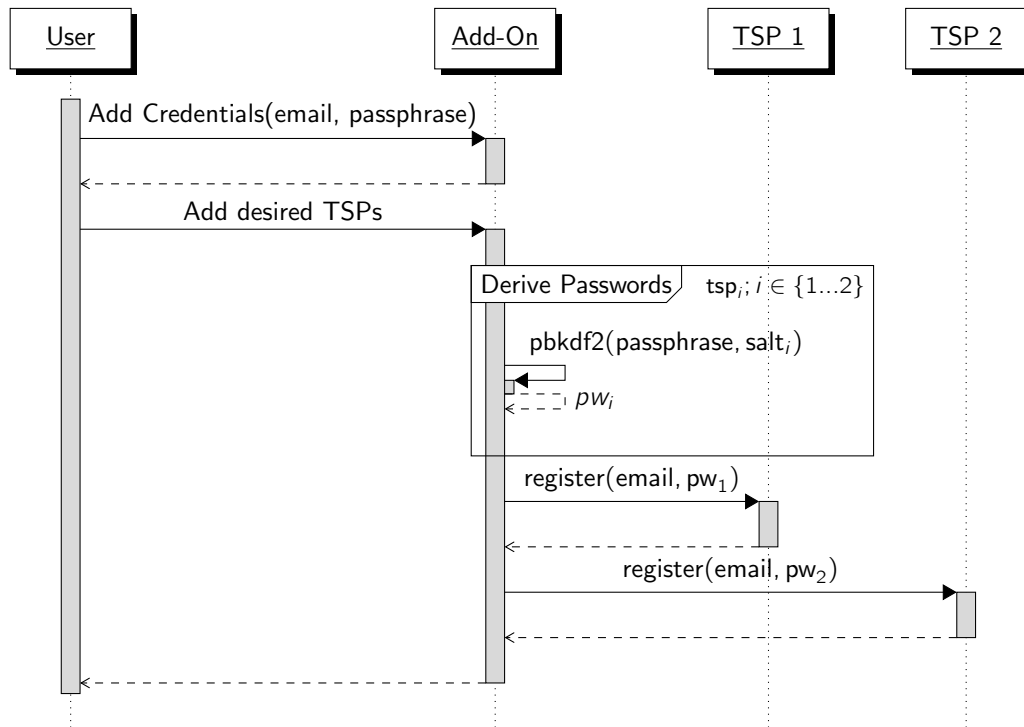 User Add-On TSP 1 TSP 2
Add Credentials(email, passphrase)
Add desired TSPs
Derive Passwords tsp_i; i ∈ {1...2}
pbkdf2(passphrase, salt_i)
pw_i
register(email, pw_1)
register(email, pw_2)